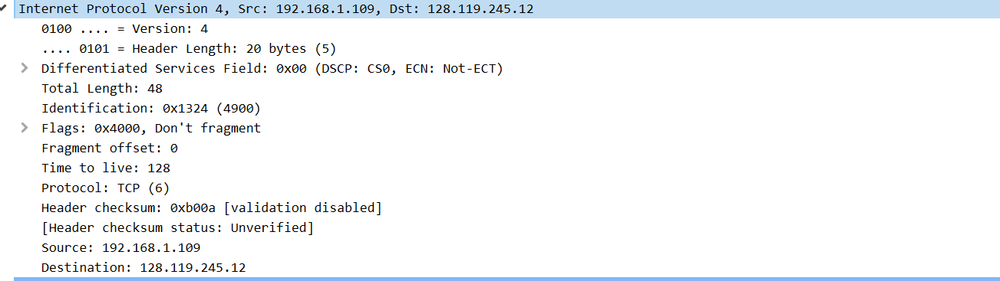 Internet Protocol Version 4, Src: 192.168.1.109, Dst: 128.119.245.12
0100 .... = Version: 4
.... 0101 = Header Length: 20 bytes (5)
Differentiated Services Field: 0x00 (DSCP: CS0, ECN: Not-ECT)
Total Length: 48
Identification: 0x1324 (4900)
Flags: 0x4000, Don't fragment
Fragment offset: 0
Time to live: 128
Protocol: TCP (6)
Header checksum: 0xb00a [validation disabled]
[Header checksum status: Unverified]
Source: 192.168.1.109
Destination: 128.119.245.12